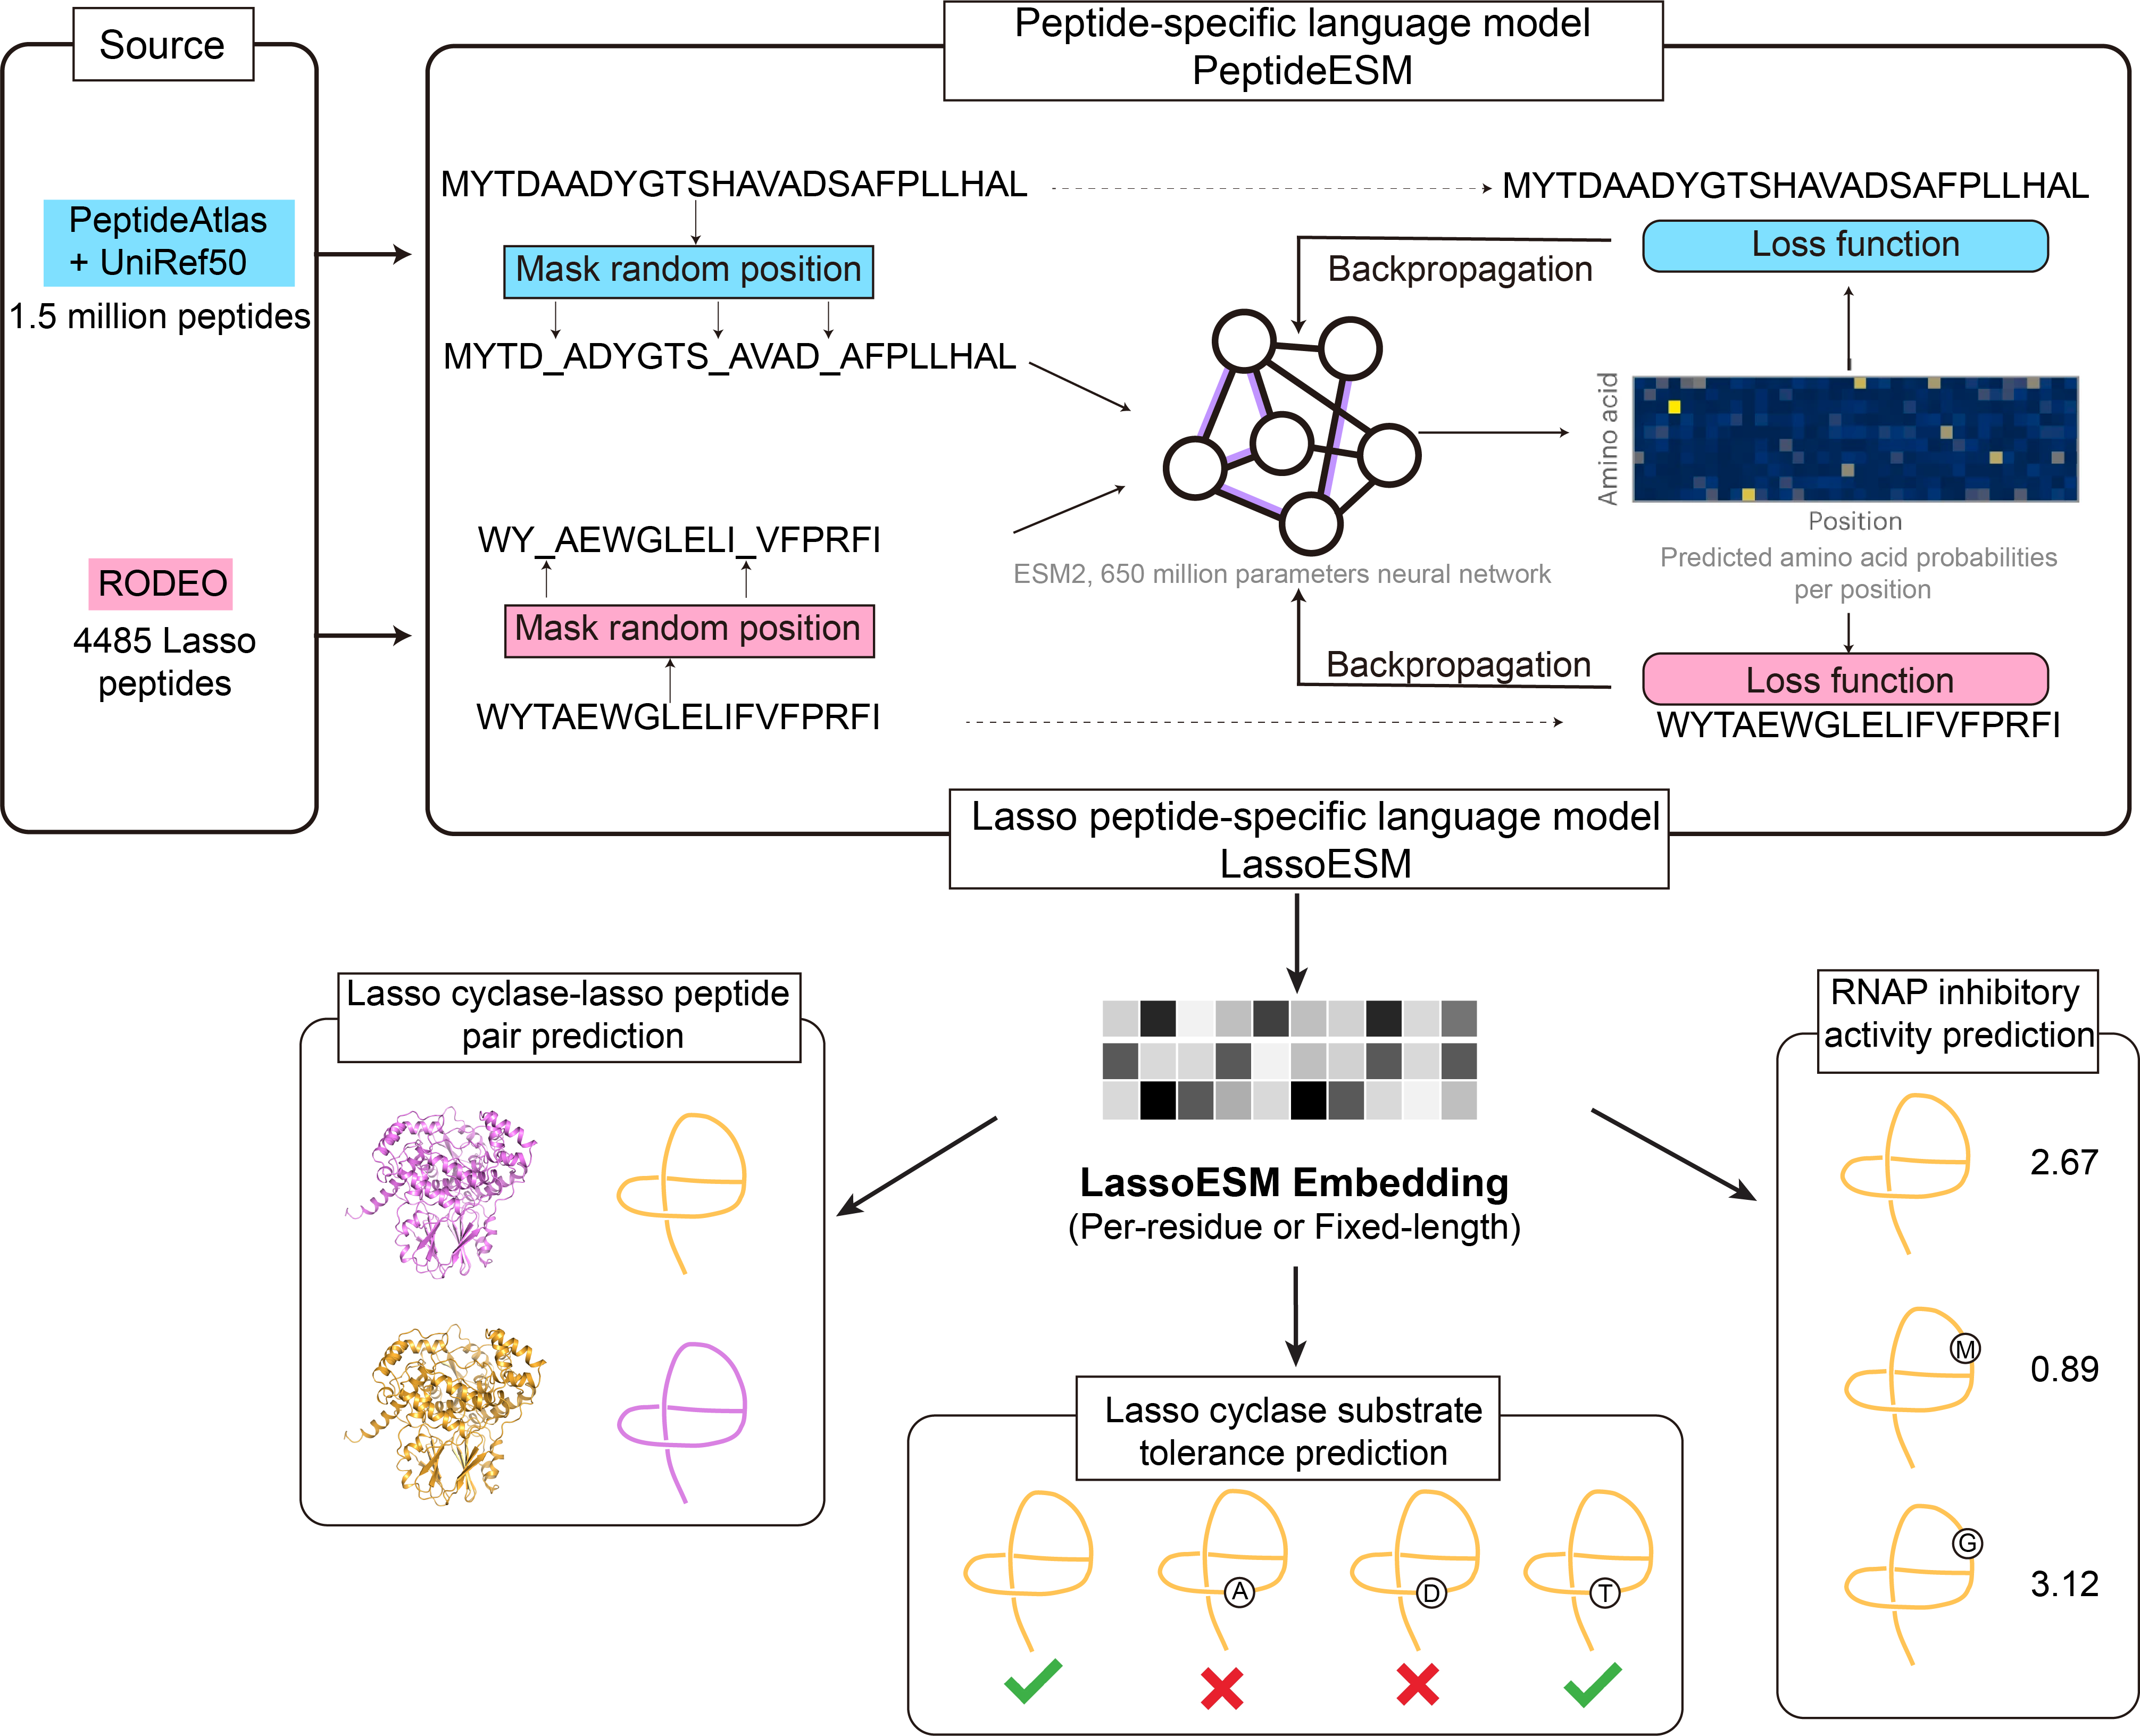 Source
PeptideAtlas
+ UniRef50
1.5 million peptides
RODEO
4485 Lasso
peptides
Peptide-specific language model
PeptideESM
MYTDAADYGTSHAVADSAFPLLHAL
MYTDAADYGTSHAVADSAFPLLHAL
Mask random position
MYTD_ADYGTS_AVAD_AFPLLHAL
Backpropagation
Loss function
Amino acid
Position
Predicted amino acid probabilities
per position
ESM2, 650 million parameters neural network
WY_AEWGLELI_VFPRFI
Mask random position
WYTAEWGLELIFVFPRFI
Backpropagation
Loss function
WYTAEWGLELIFVFPRFI
Lasso peptide-specific language model
LassoESM
LassoESM Embedding
(Per-residue or Fixed-length)
Lasso cyclase-lasso peptide
pair prediction
Lasso cyclase substrate
tolerance prediction
A
D
T
RNAP inhibitory
activity prediction
2.67
M
0.89
G
3.12